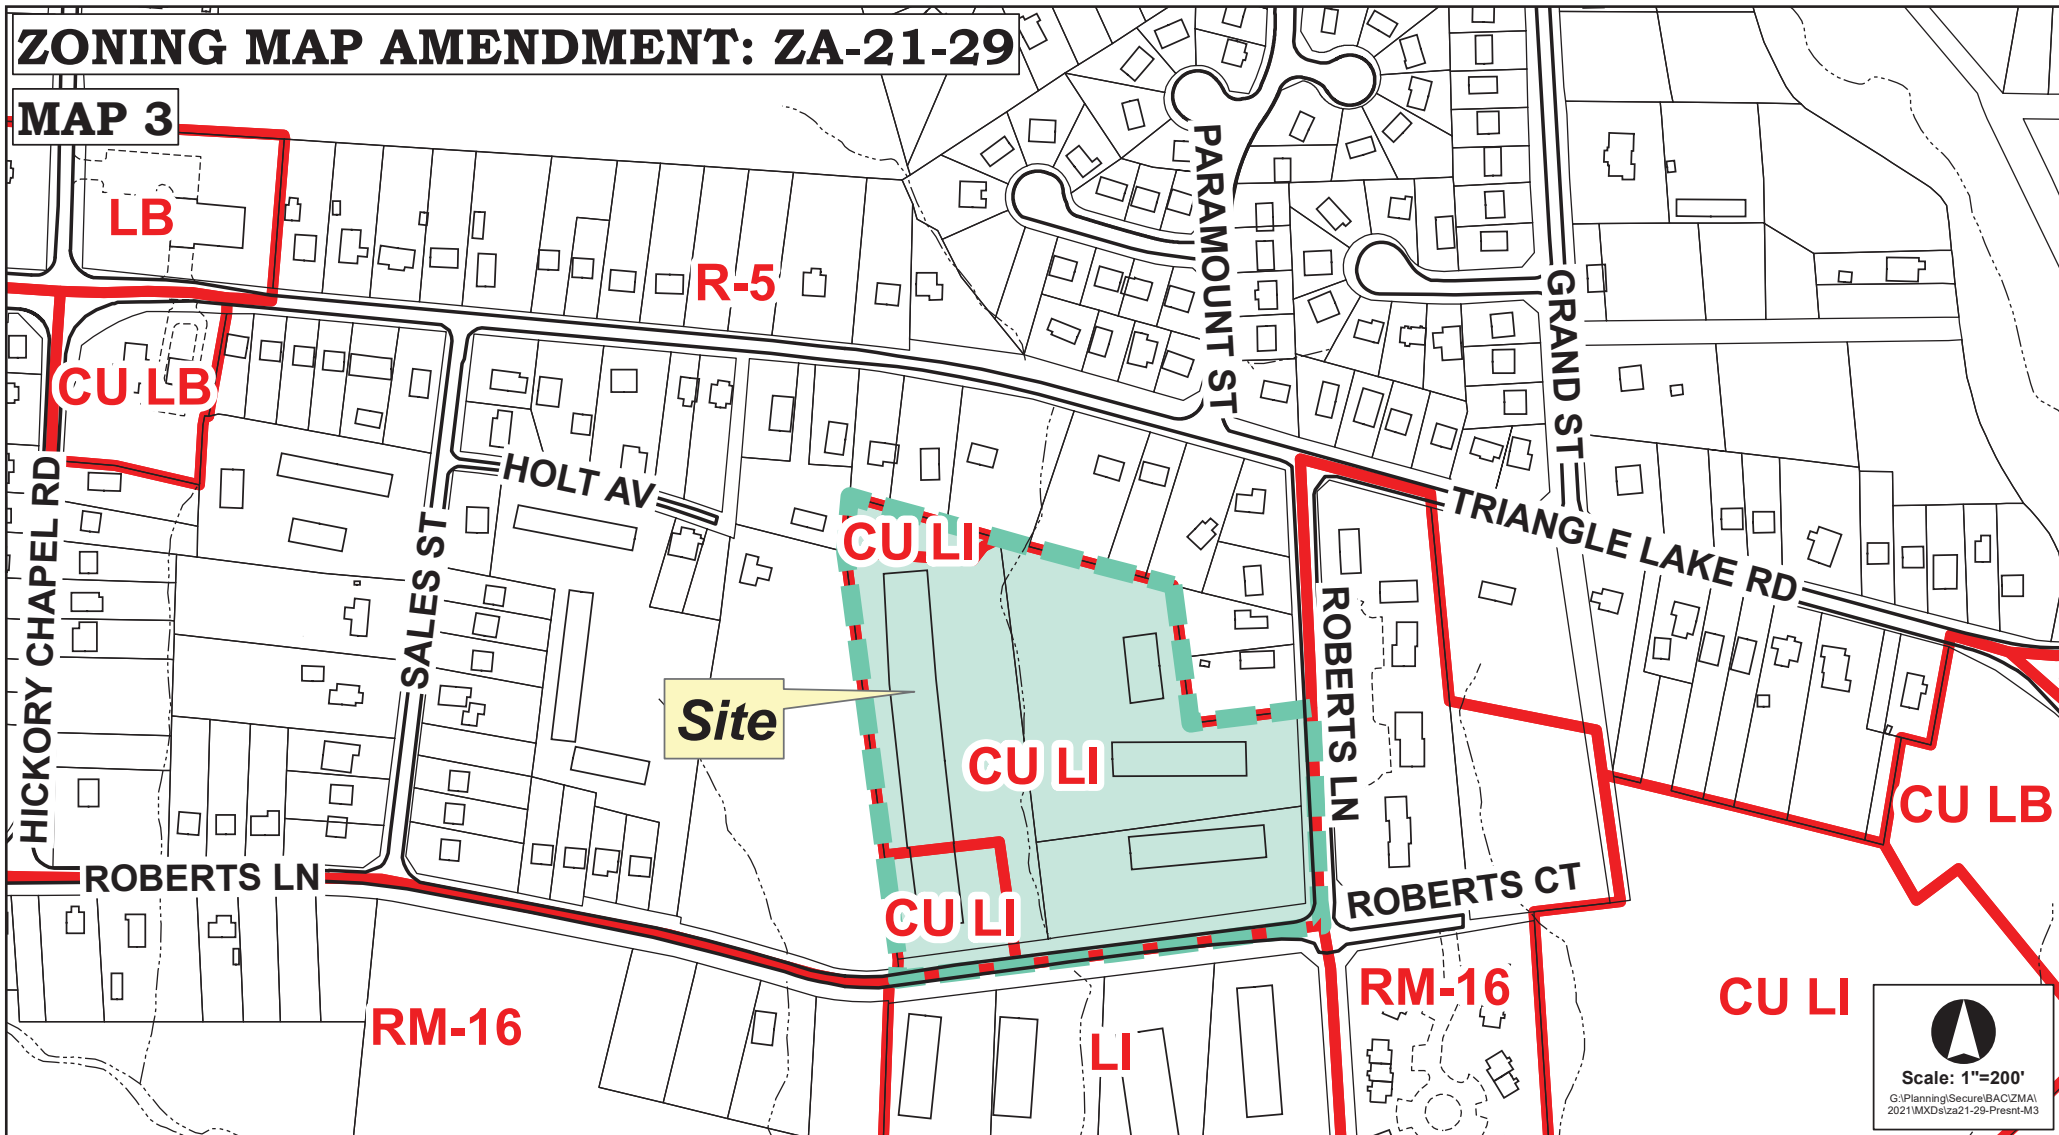 ZONING MAP AMENDMENT: ZA-21-29
MAP 3
LB
R-5
PARAMOUNT ST
GRAND ST
CU LB
HICKORY CHAPEL RD
SALES ST
HOLT AV
CU LI
TRIANGLE LAKE RD
ROBERTS LN
Site
CU LI
CU LB
ROBERTS LN
CU LI
ROBERTS CT
RM-16
RM-16
LI
CU LI
Scale: 1"=200'
G:\Planning\Secure\BAC\ZMA\
2021\MXDs\za21-29-Presnt-M3